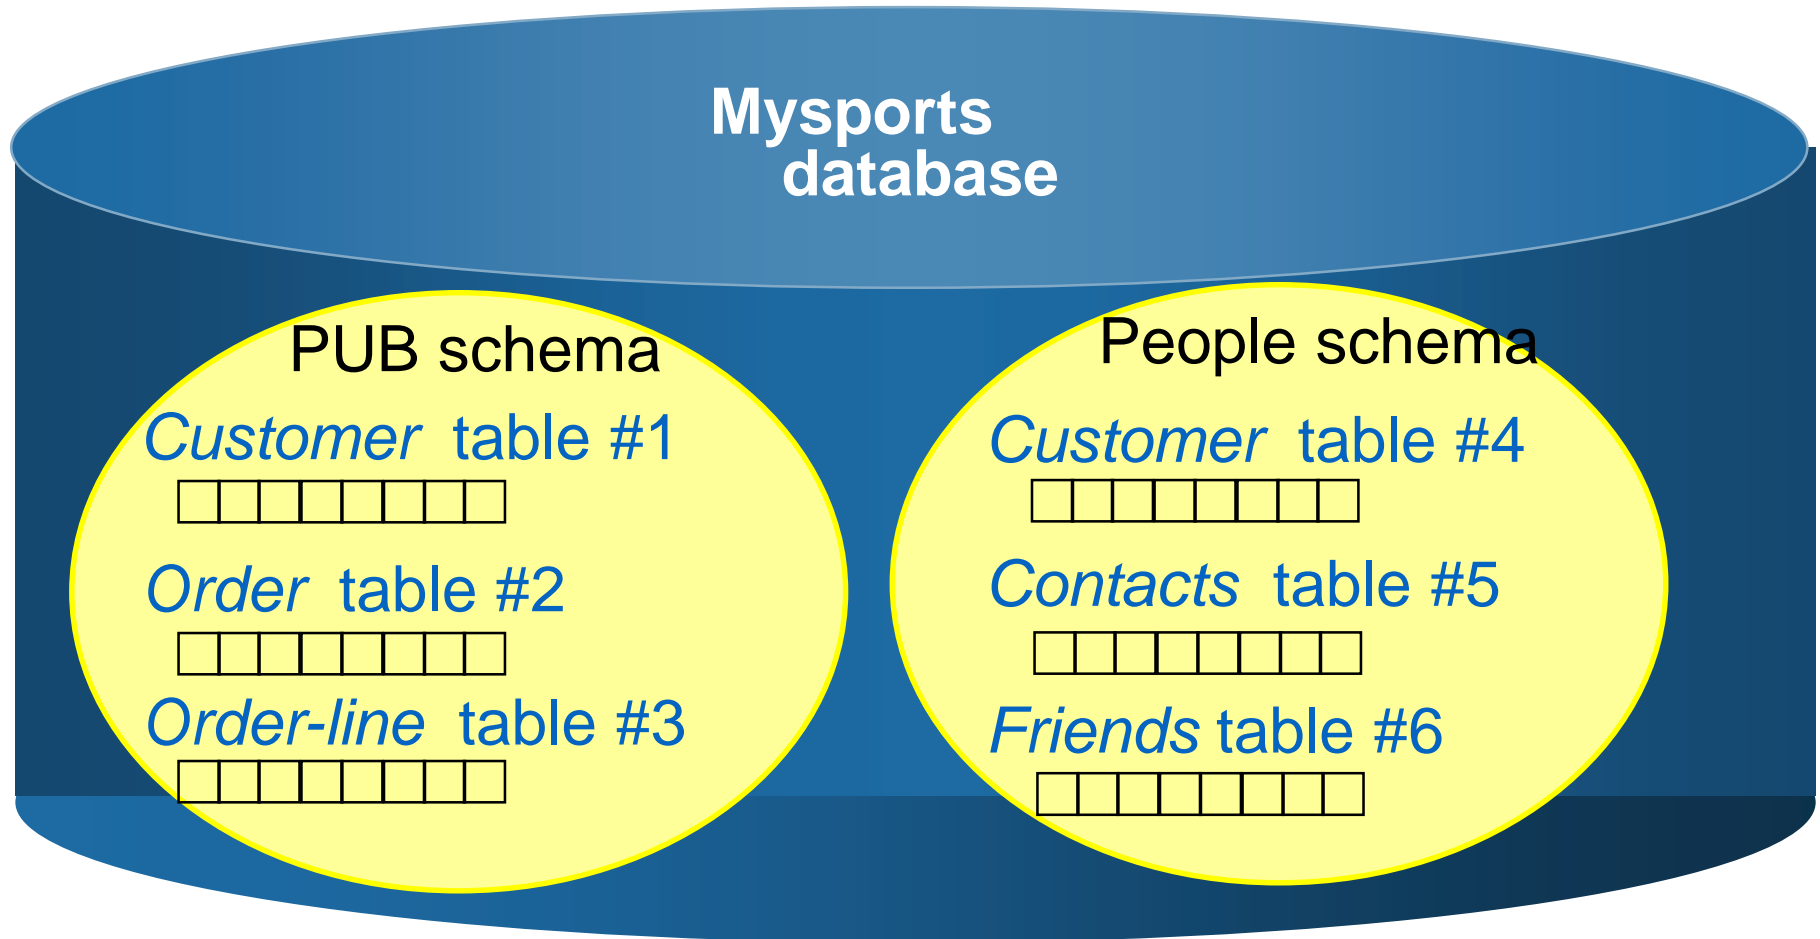 Mysports
database
PUB schema
Customer table #1
Order table #2
Order-line table #3
People schema
Customer table #4
Contacts table #5
Friends table #6